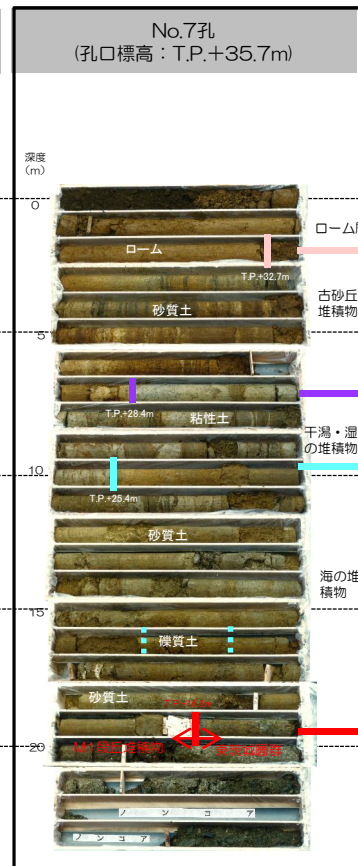 No.7孔
(孔口標高：T.P.+35.7m)
深度
(m)
0
ローム
ローム
T.P.+32.7m
古砂丘
堆積物
砂質土
5
T.P.+28.4m
粘性土
干潟・湿
の堆積物
10
T.P.+25.4m
砂質土
海の堆
積物
15
礫質土
砂質土
20
ノンコア
ノンコア